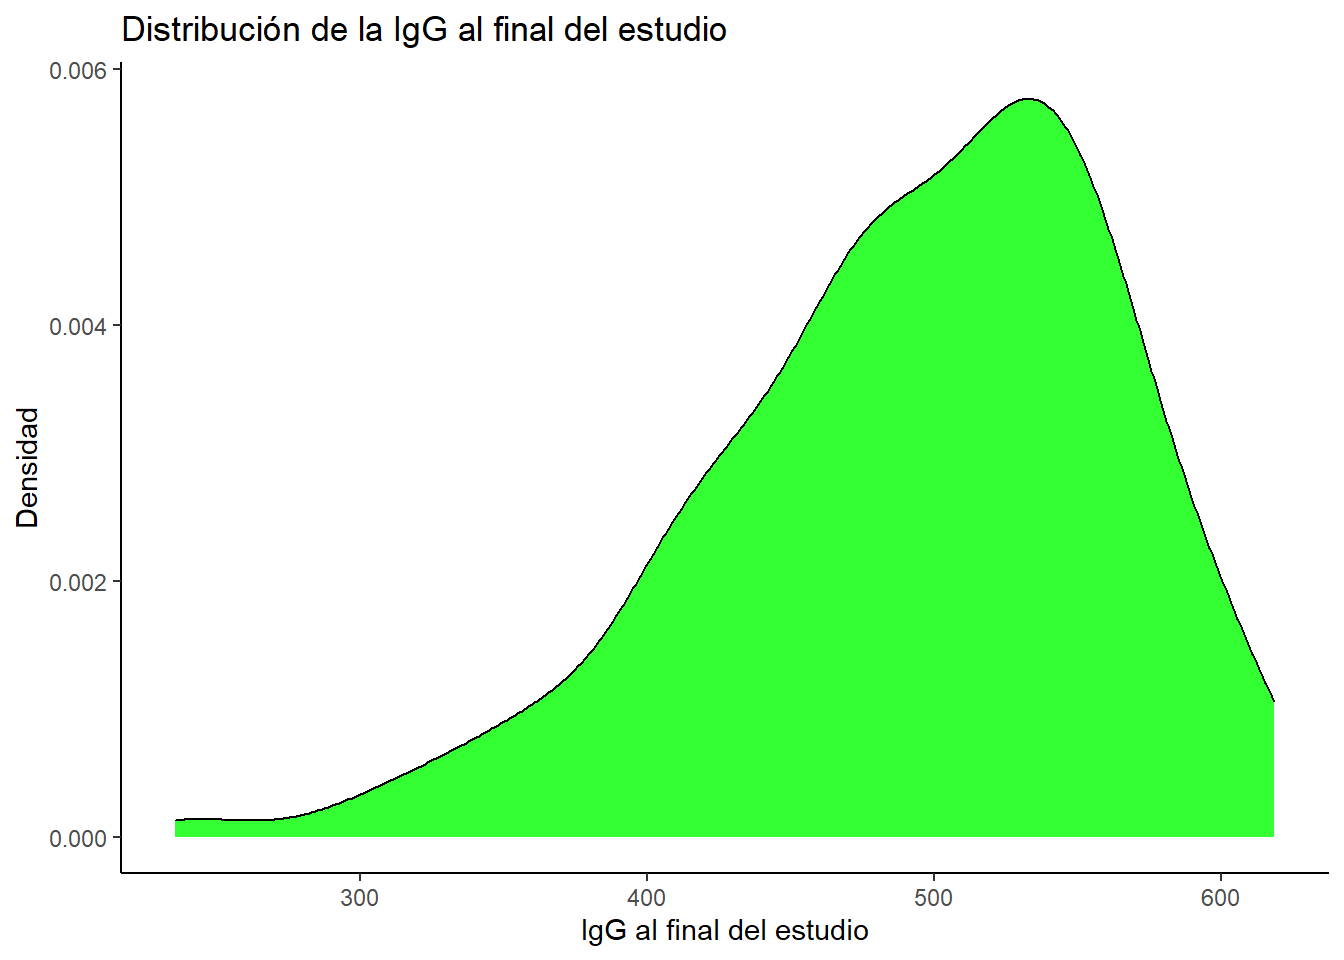 Distribución de la IgG al final del estudio
0.006
0.004
0.002
0.000
Densidad
300
400
500
600
IgG al final del estudio